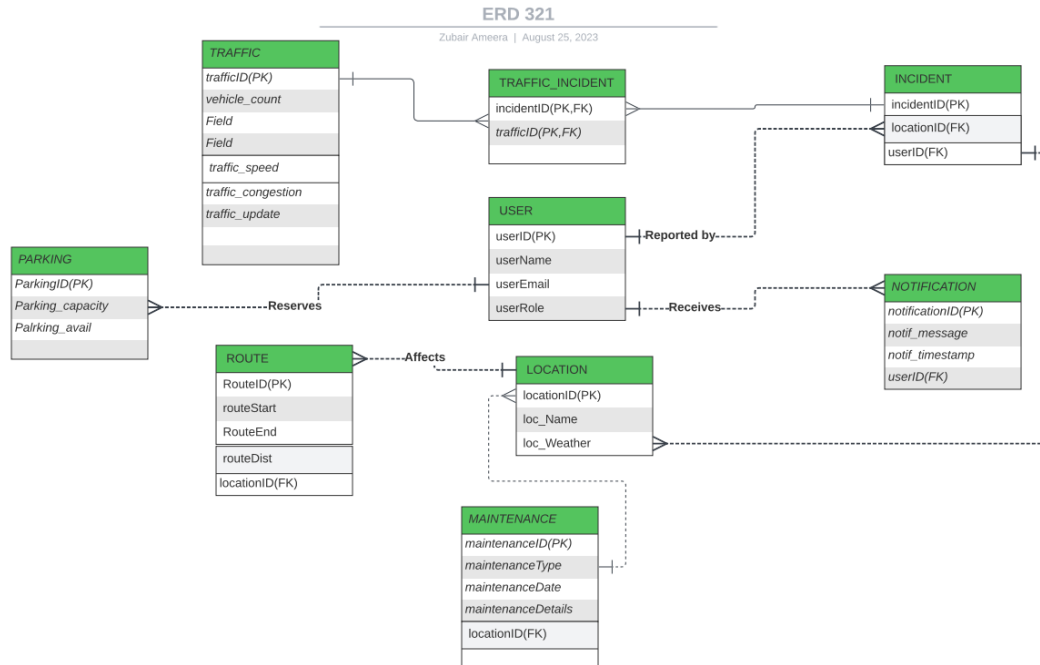 ERD 321
Zubair Ameera | August 25, 2023
TRAFFIC
trafficID(PK)
vehicle_count
Field
Field
traffic_speed
traffic_congestion
traffic_update
TRAFFIC_INCIDENT
incidentID(PK,FK)
trafficID(PK,FK)
INCIDENT
incidentID(PK)
locationID(FK)
userID(FK)
USER
userID(PK)
userName
userEmail
userRole
Reported by
Receives
Reserves
PARKING
ParkingID(PK)
Parking_capacity
Palrking_avail
NOTIFICATION
notificationID(PK)
notif_message
notif_timestamp
userID(FK)
ROUTE
RouteID(PK)
routeStart
RouteEnd
routeDist
locationID(FK)
Affects
LOCATION
locationID(PK)
loc_Name
loc_Weather
MAINTENANCE
maintenanceID(PK)
maintenanceType
maintenanceDate
maintenanceDetails
locationID(FK)